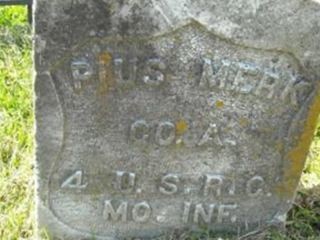 PIUS MERK
CO. A.
4 U. S. R. C.
MO. INF.